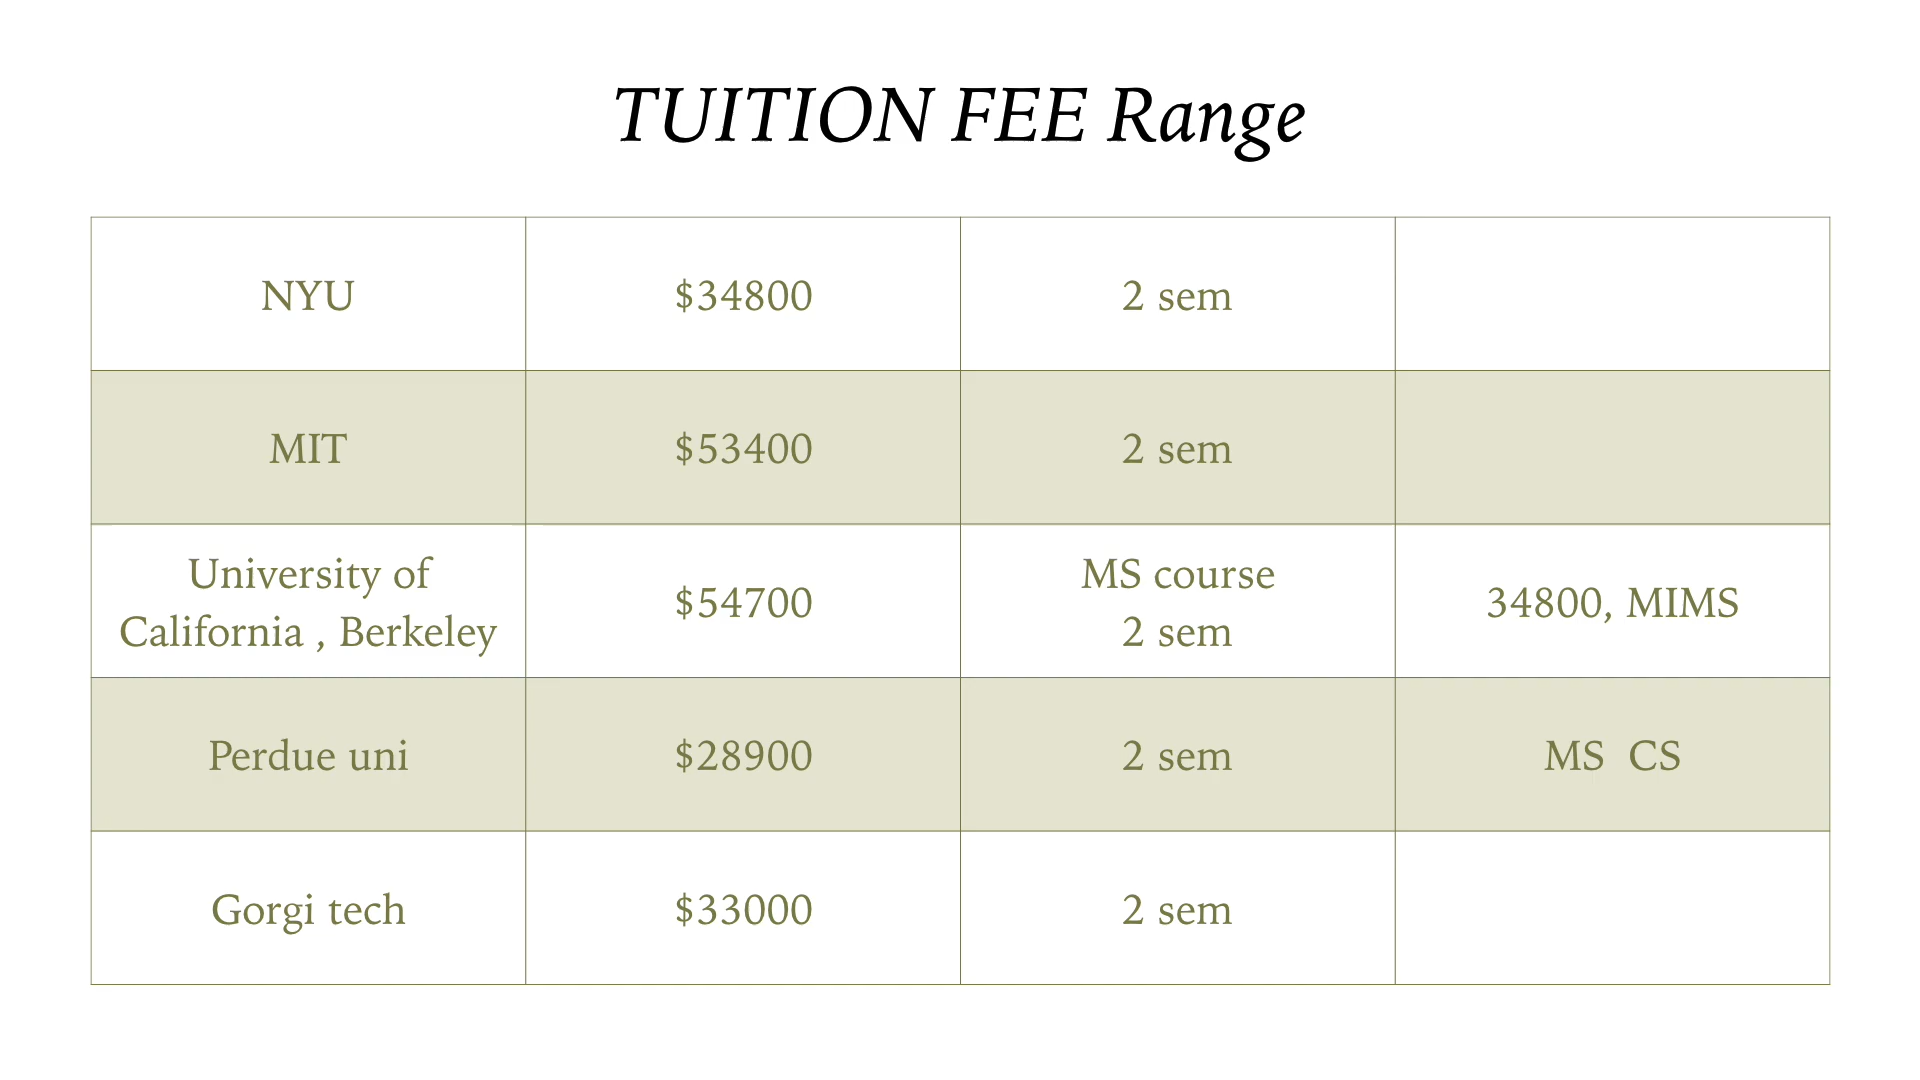 TUITION FEE Range
NYU $34800 2 sem
MIT $53400 2 sem
University of
California , Berkeley
$54700
MS course
2 sem
34800, MIMS
Perdue uni $28900 2 sem MS  CS
Gorgi tech $33000 2 sem